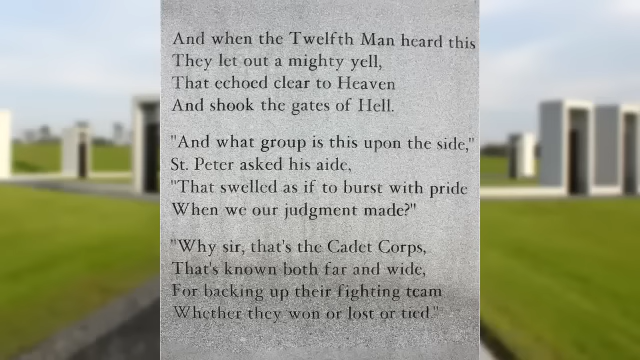 And when the Twelfth Man heard this
They let out a mighty yell,
That echoed clear to Heaven
And shook the gates of Hell.
"And what group is this upon the side,"
St. Peter asked his aide,
"That swelled as if to burst with pride
When we our judgment made?"
"Why sir, that's the Cadet Corps,
That's known both far and wide,
For backing up their fighting team
Whether they won or lost or tied."